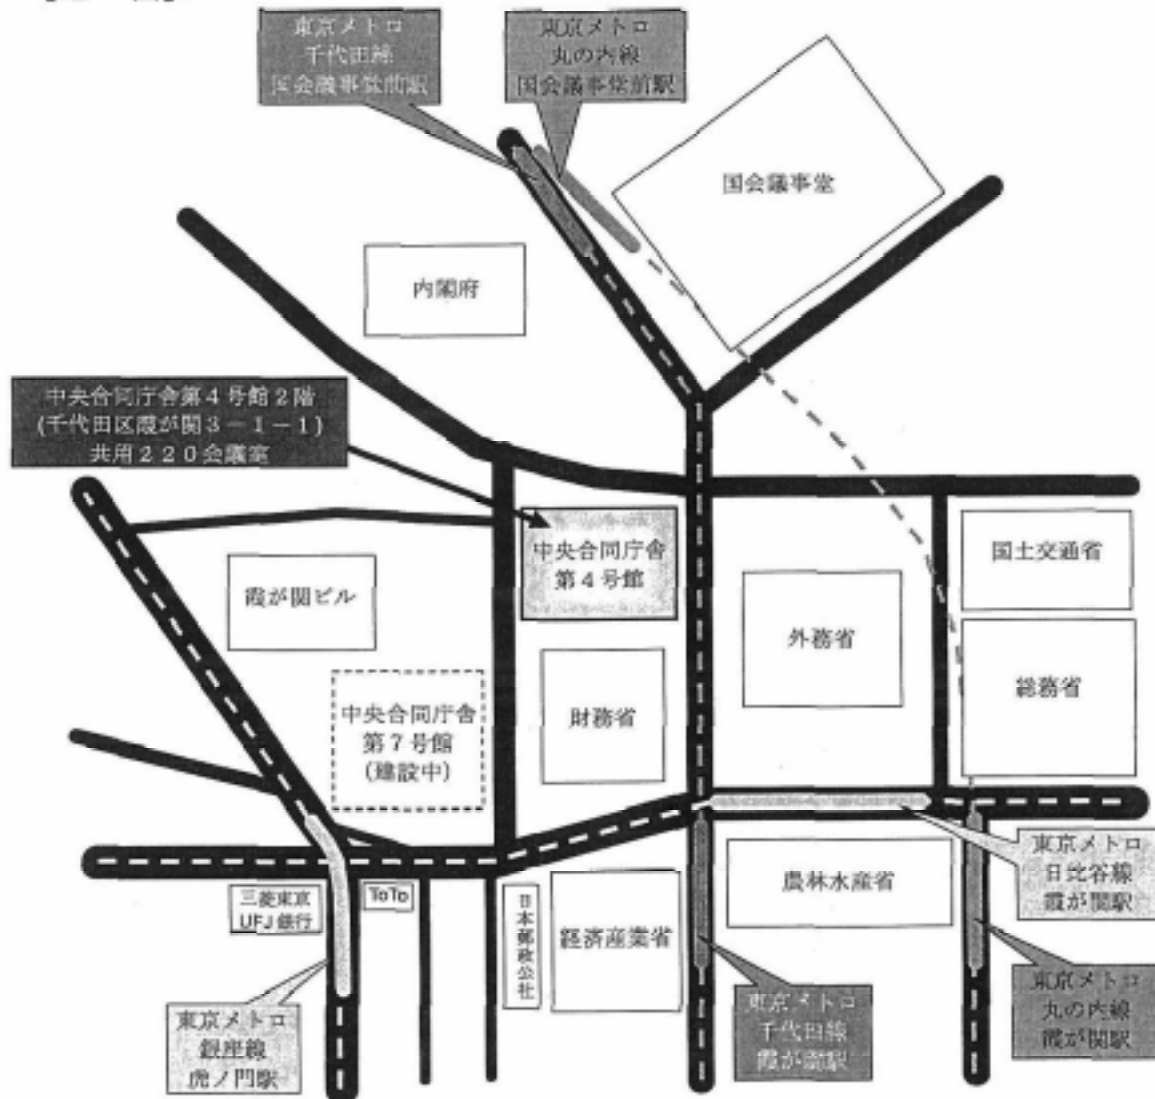 東京メトロ
千代田線
国会議事堂前駅
東京メトロ
丸の内線
国会議事堂前駅
国会議事堂
内閣府
中央合同庁舎第4号館2階
(千代田区霞が関3－1－1)
共用220会議室
中央合同庁舎
第4号館
国土交通省
霞が関ビル
外務省
総務省
中央合同庁舎
第7号館
(建設中)
財務省
東京メトロ
日比谷線
霞が関駅
農林水産省
三菱東京
UFJ銀行
ToTo
日本郵政公社
経済産業省
東京メトロ
銀座線
虎ノ門駅
東京メトロ
千代田線
霞が関駅
東京メトロ
丸の内線
霞が関駅